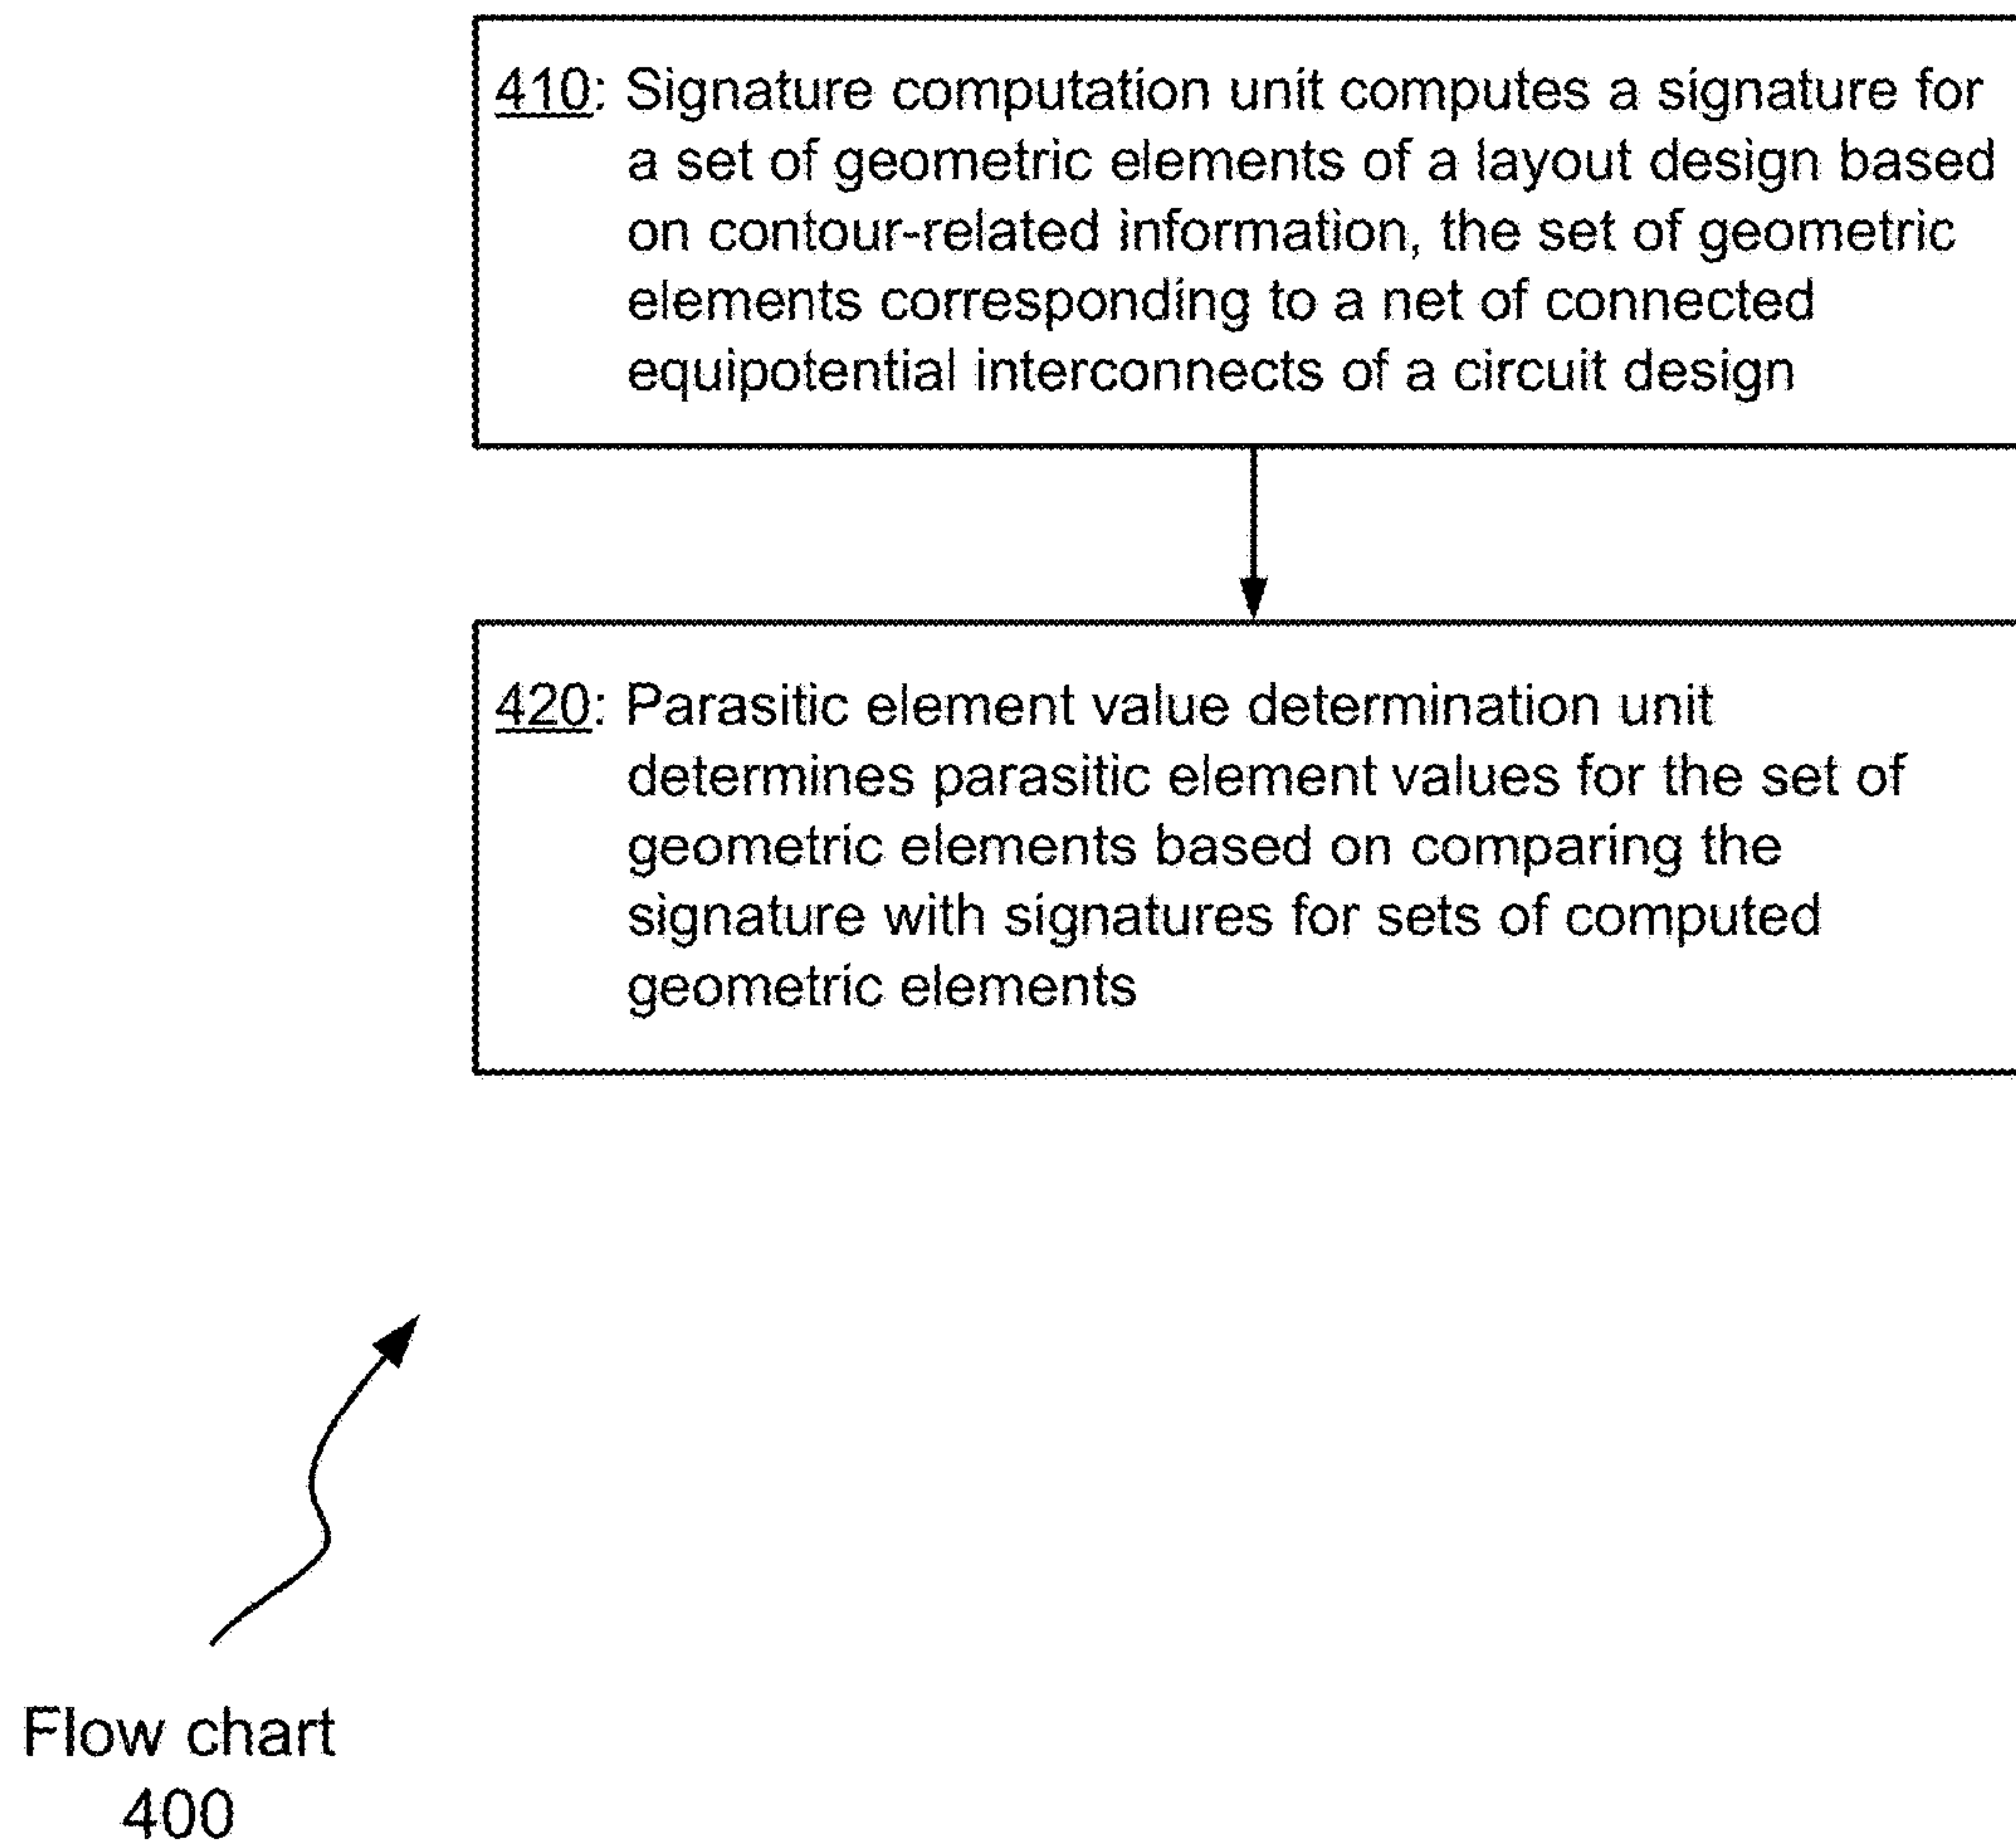 410: Signature computation unit computes a signature for
a set of geometric elements of a layout design based
on contour-related information, the set of geometric
elements corresponding to a net of connected
equipotential interconnects of a circuit design
420: Parasitic element value determination unit
determines parasitic element values for the set of
geometric elements based on comparing the
signature with signatures for sets of computed
geometric elements
Flow chart
400